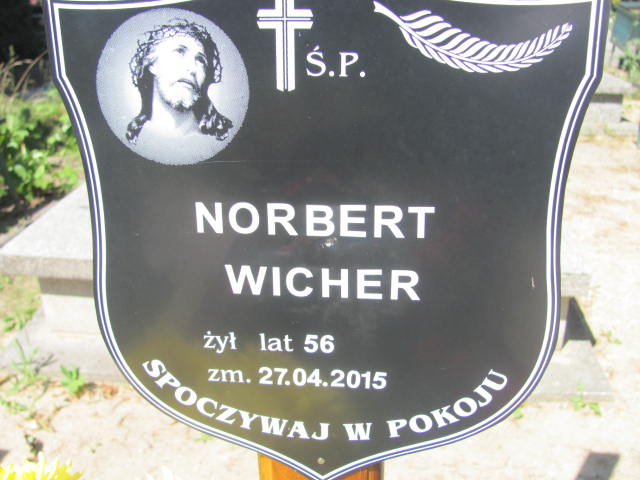 Ś.P.
NORBERT
WICHER
żył lat 56
zm. 27.04.2015
SPOCZYWAJ W POKOJU